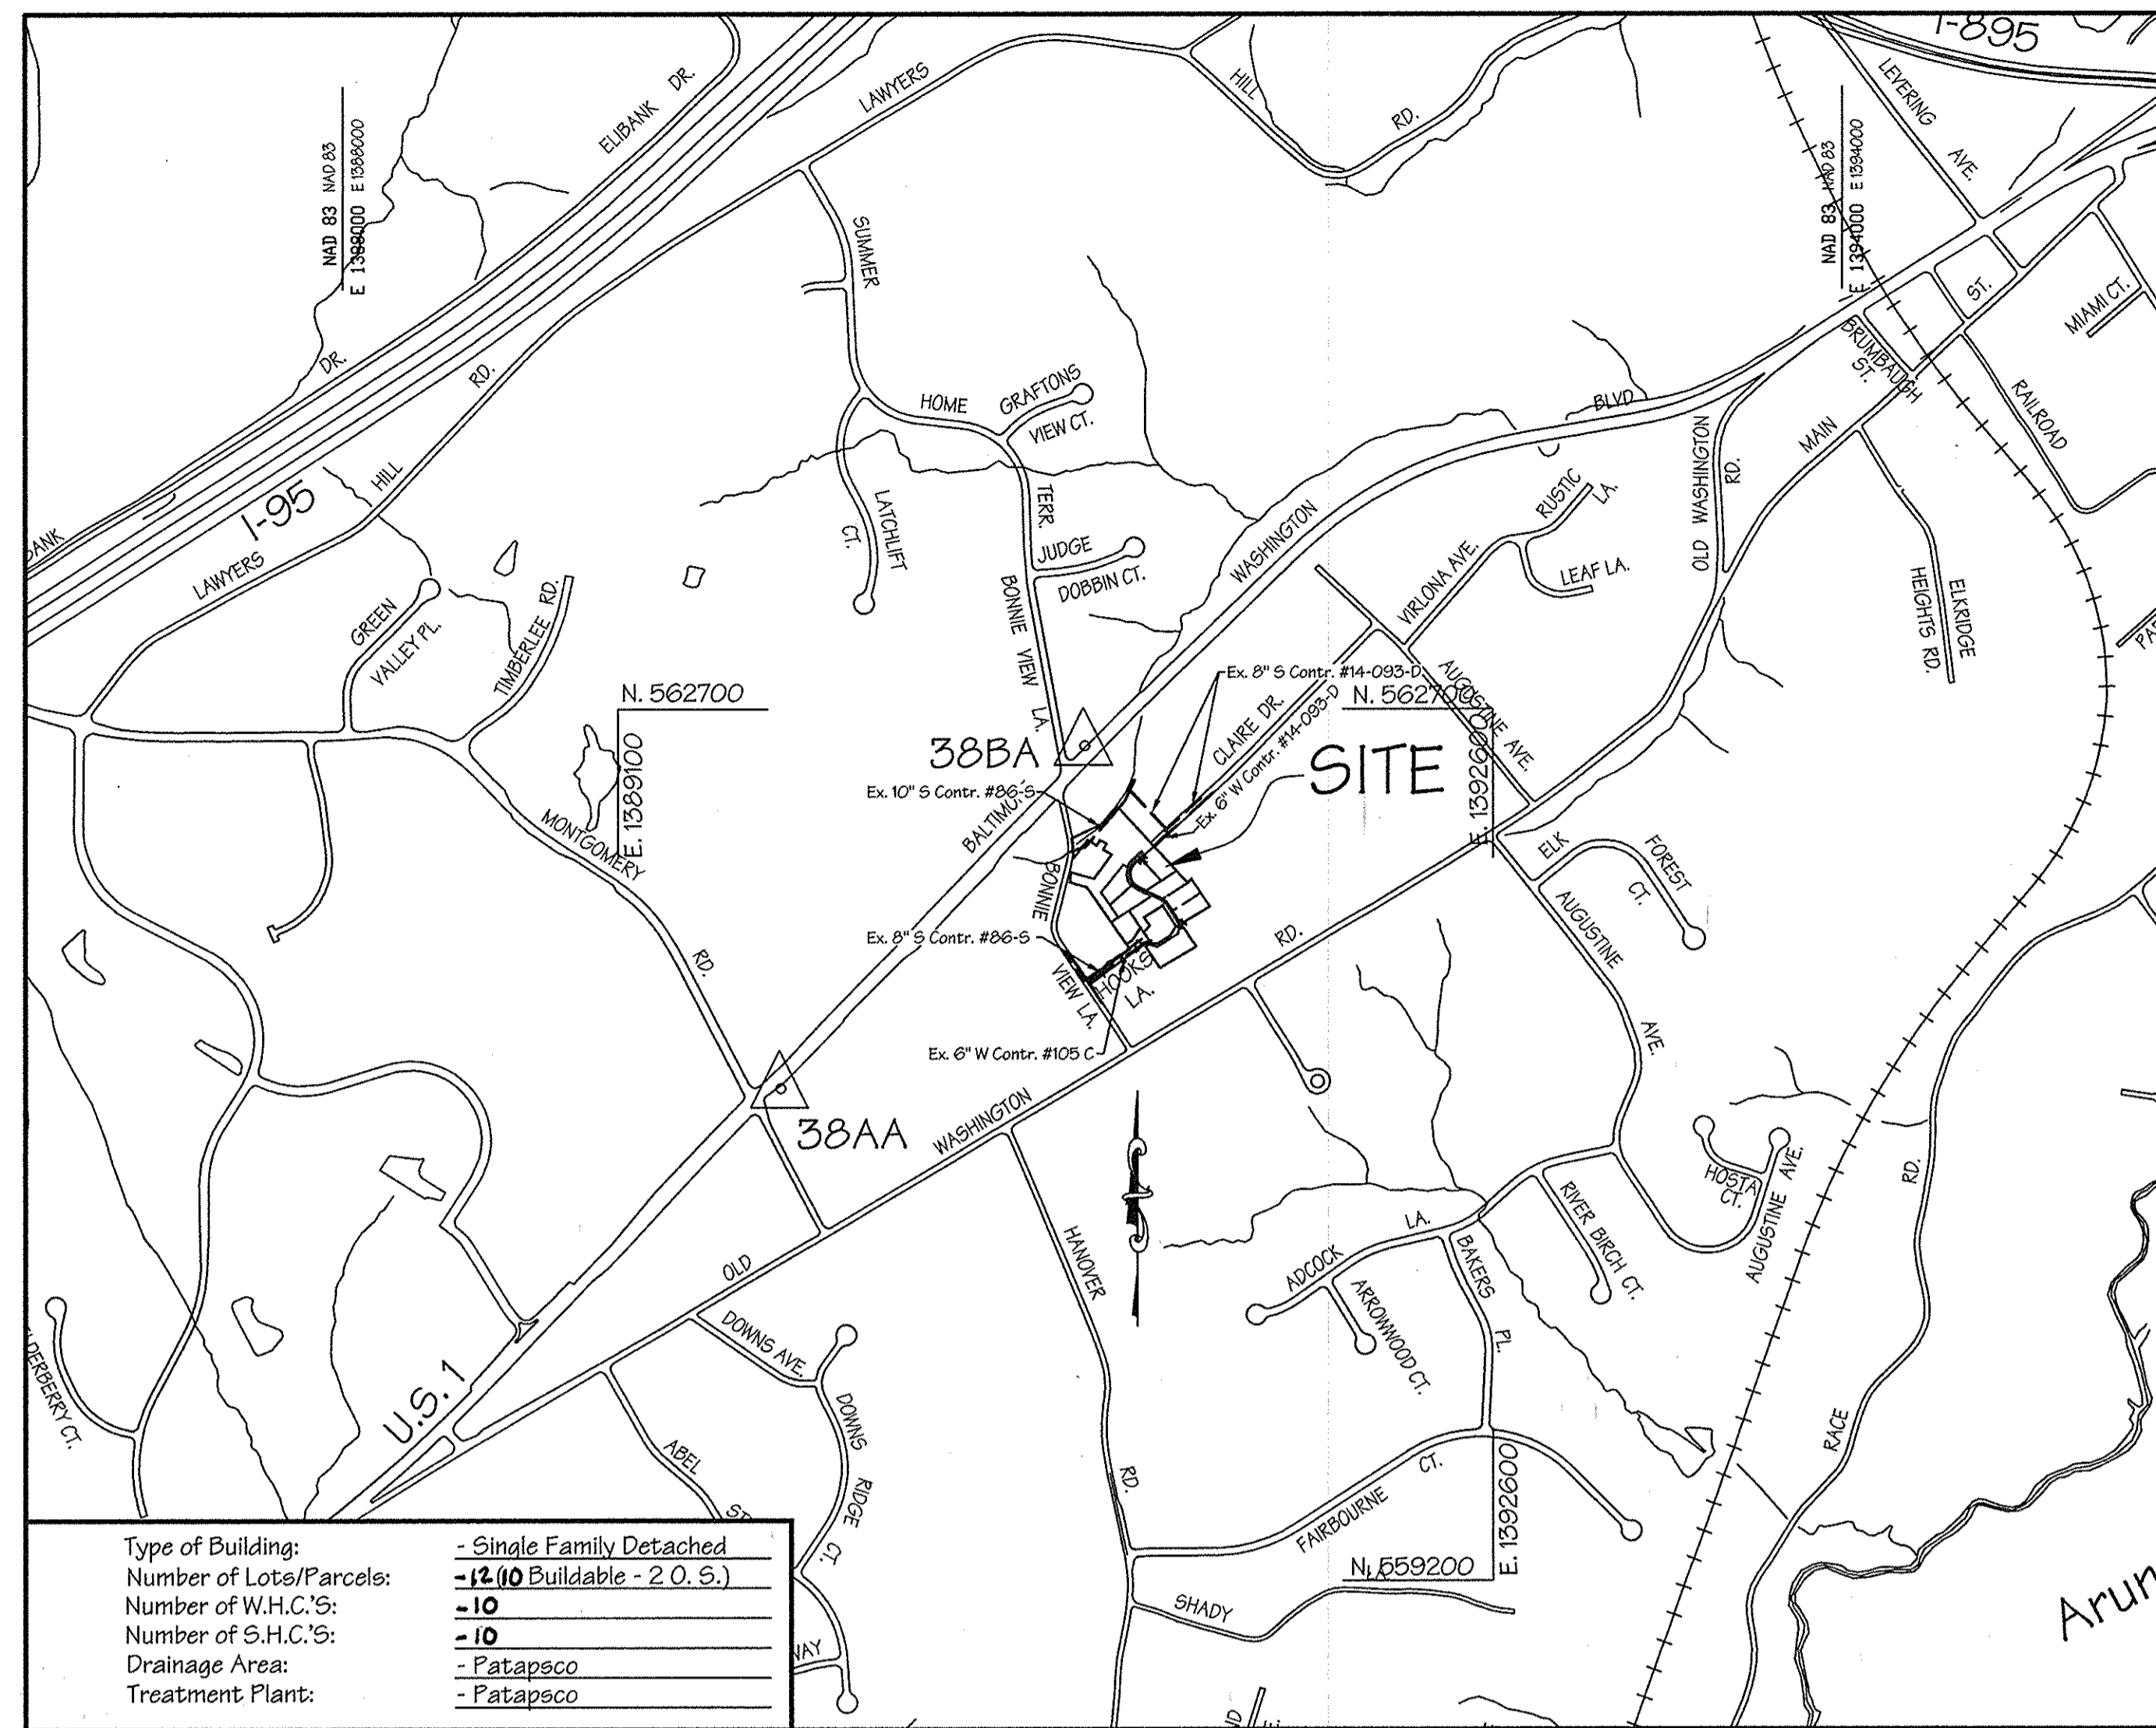 I-895
LAWYERS
HILL
RD.
ELIBANK DR.
LEVERING
AVE.
NAD 83 NAD 83
E 1388000 E 1388000
NAD 83 NAD 83
E 1394000 E 1394000
SUMMER
ST.
MIAMI CT.
BRUMBAUGH
ST.
DR.
RD.
HOME
GRAFTONS
VIEW CT.
BLVD.
OLD WASHINGTON
RD.
MAIN
RAILROAD
HILL
I-95
LATCHLIFT
CT.
TERR.
WASHINGTON
RUSTIC
LA.
BANK
LAWYERS
JUDGE
DOBBIN CT.
VIRLONA AVE.
LEAF LA.
GREEN
VALLEY PL.
TIMBERLEE RD.
BONNIE VIEW LA.
ELKRIDGE
HEIGHTS RD.
Ex. 8" S Contr. #14-093-D
AUGUSTINE AVE.
N. 562700
N. 562700
CLAIRE DR.
Ex. 6" W Contr. #14-093-D
38BA
SITE
E. 1389100
E. 1392600
Ex. 10" S Contr. #86-S
BALTIMO
MONTGOMERY
RD.
BONNIE
VIEW LA.
ELK
FOREST
CT.
Ex. 8" S Contr. #86-S
HOOKS
LA.
RD.
AUGUSTINE
AVE.
Ex. 6" W Contr. #105 C
38AA
WASHINGTON
HOSTA
CT.
AUGUSTINE AVE.
RD.
HANOVER
LA.
ADCOCK
BAKERS
PL.
RIVER BIRCH CT.
ARROWWOOD CT.
OLD
DOWNS AVE.
DERBERRY CT.
U.S. 1
DOWNS
RIDGE
CT.
ABEL
ST.
RACE
RD.
CT.
FAIRBOURNE
E. 1392600
N. 559200
SHADY
WAY
Arun
Type of Building: - Single Family Detached
Number of Lots/Parcels: -12 (10 Buildable - 2 O. S.)
Number of W.H.C.'S: -10
Number of S.H.C.'S: -10
Drainage Area: - Patapsco
Treatment Plant: - Patapsco